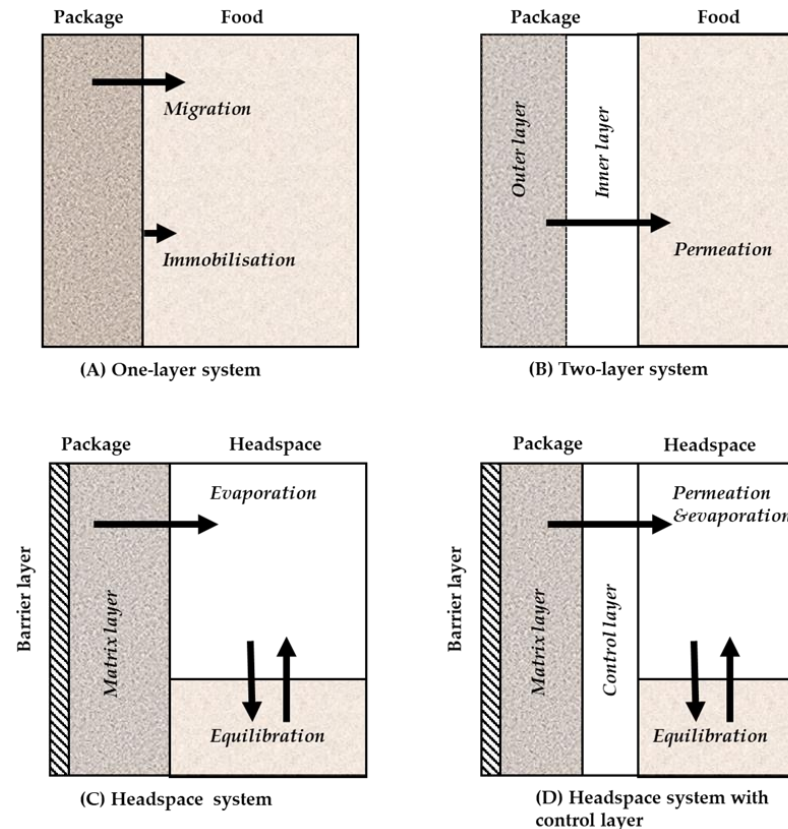 Package Food
Migration
Immobilisation
(A) One-layer system
Package Food
Outer layer
Inner layer
Permeation
(B) Two-layer system
Package Headspace
Barrier layer
Matrix layer
Evaporation
Equilibration
(C) Headspace system
Package Headspace
Barrier layer
Matrix layer
Control layer
Permeation
&evaporation
Equilibration
(D) Headspace system with
control layer